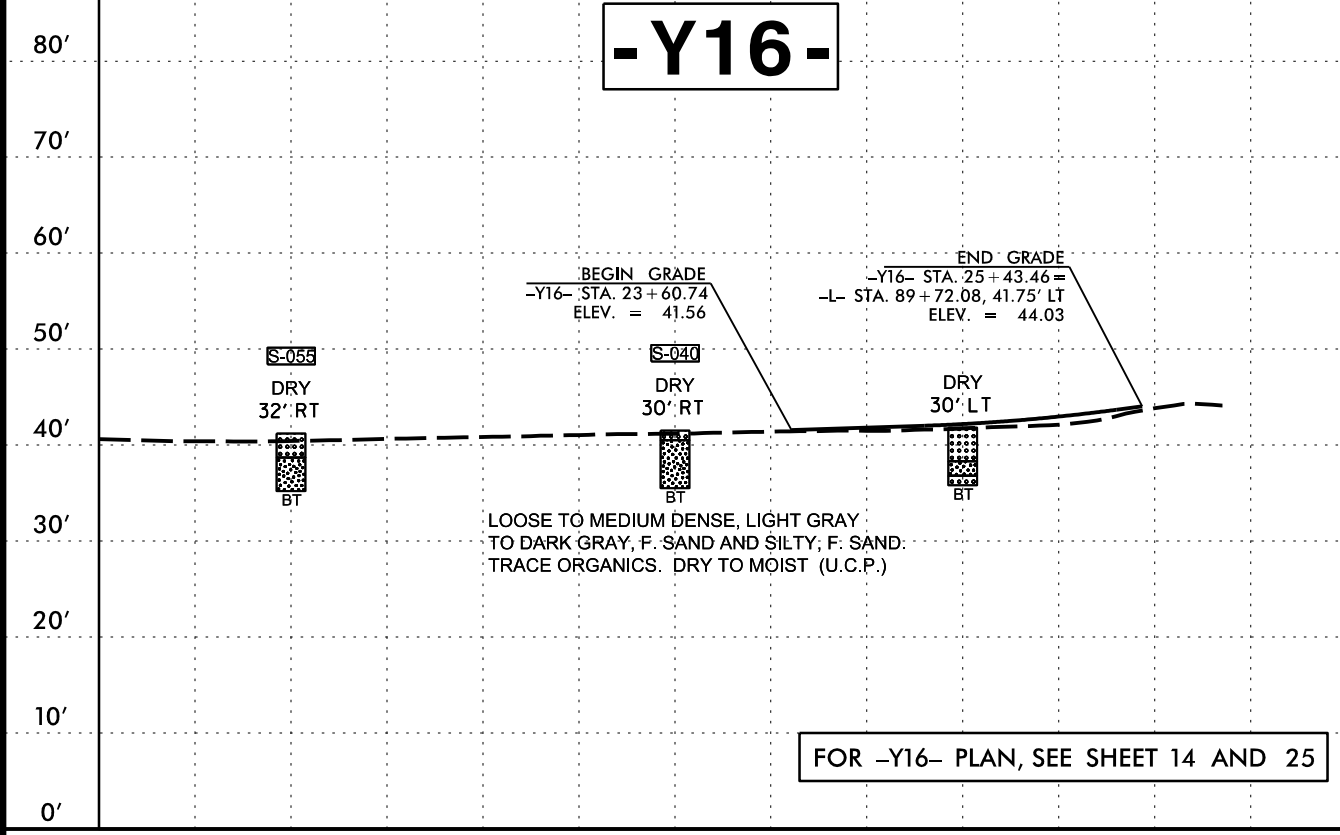 -Y16-
80'
70'
60'
50'
40'
30'
20'
10'
0'
BEGIN GRADE
-Y16- STA. 23+60.74
ELEV. = 41.56
END GRADE
-Y16- STA. 25+43.46=
-L- STA. 89+72.08, 41.75' LT
ELEV. = 44.03
S-055
DRY
32' RT
BT
S-040
DRY
30' RT
BT
DRY
30' LT
BT
LOOSE TO MEDIUM DENSE, LIGHT GRAY
TO DARK GRAY, F. SAND AND SILTY, F. SAND.
TRACE ORGANICS. DRY TO MOIST (U.C.P.)
FOR -Y16- PLAN, SEE SHEET 14 AND 25